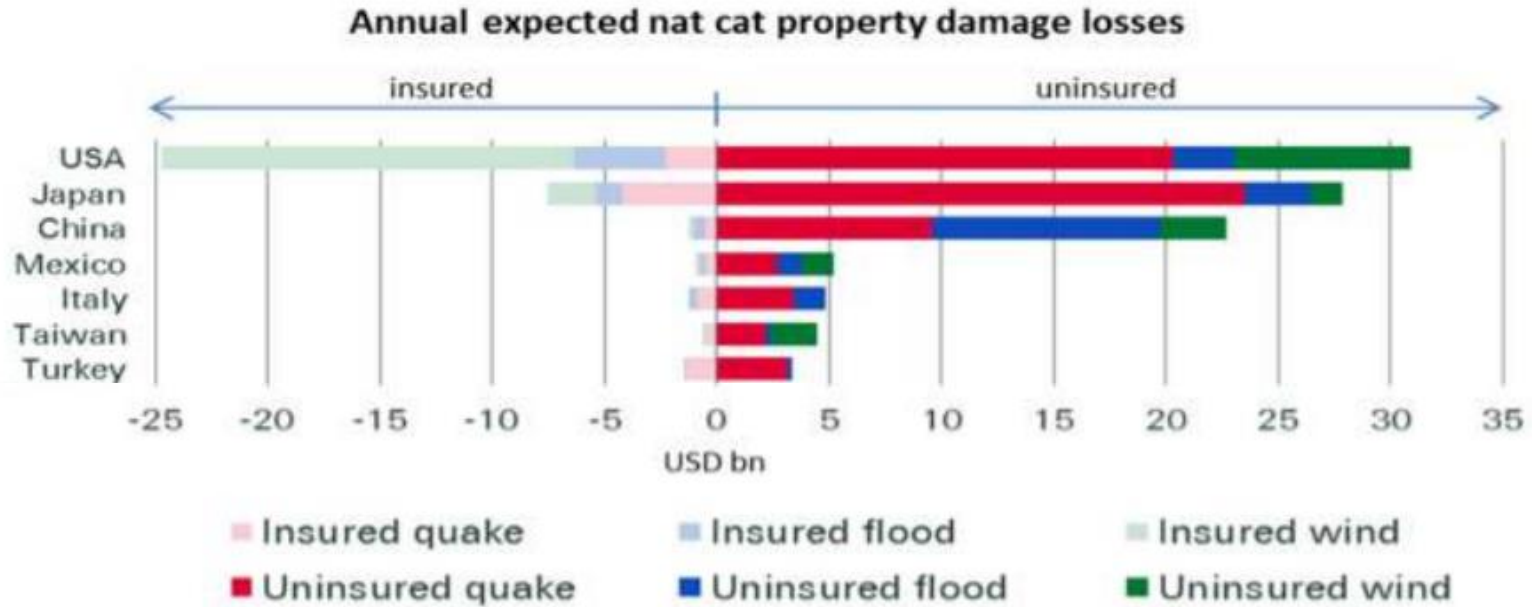 Annual expected nat cat property damage losses
insured uninsured
USA
Japan
China
Mexico
Italy
Taiwan
Turkey
-25 -20 -15 -10 -5 0 5 10 15 20 25 30 35
USD bn
Insured quake Insured flood Insured wind
Uninsured quake Uninsured flood Uninsured wind